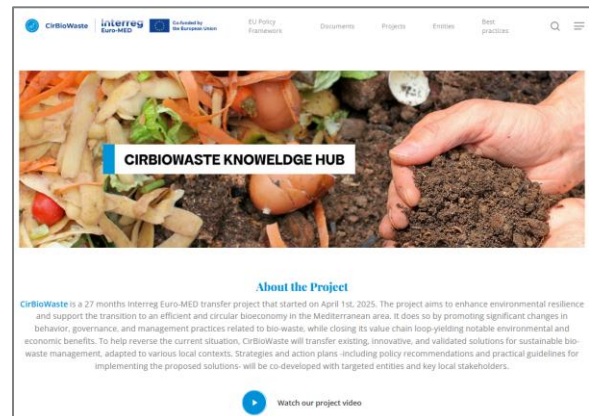 CirBioWaste
Interreg
Euro-MED
Co-funded by
the European Union
EU Policy
Framework
Documents
Projects
Entities
Best
practices
CIRBIOWASTE KNOWELDGE HUB
About the Project
CirBioWaste is a 27 months Interreg Euro-MED transfer project that started on April 1st, 2025. The project aims to enhance environmental resilience
and support the transition to an efficient and circular bioeconomy in the Mediterranean area. It does so by promoting significant changes in
behavior, governance, and management practices related to bio-waste, while closing its value chain loop-yielding notable environmental and
economic benefits. To help reverse the current situation, CirBioWaste will transfer existing, innovative, and validated solutions for sustainable bio-
waste management, adapted to various local contexts. Strategies and action plans -including policy recommendations and practical guidelines for
implementing the proposed solutions- will be co-developed with targeted entities and key local stakeholders.
Watch our project video